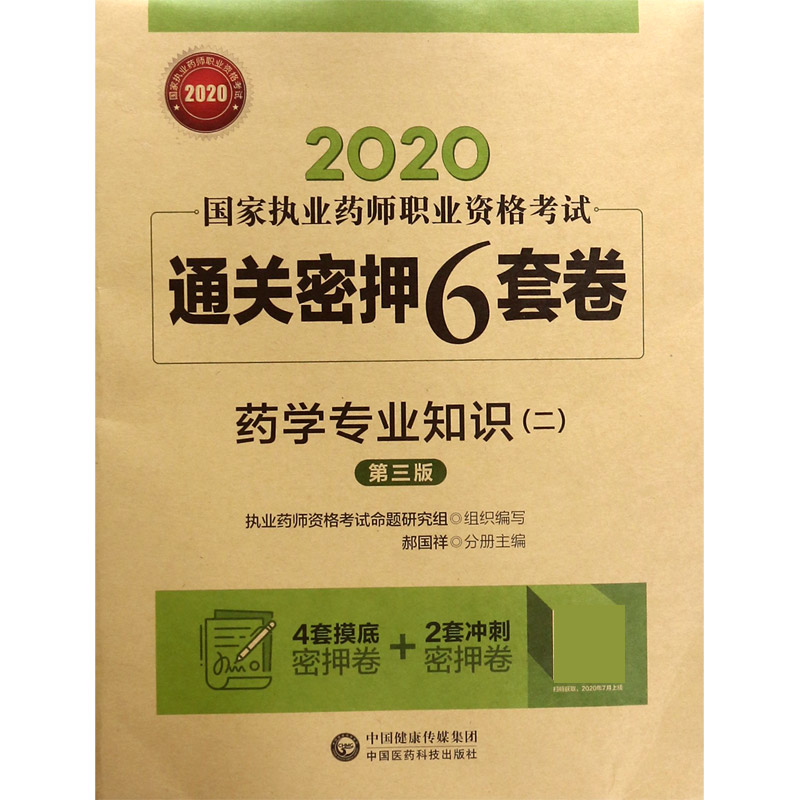 国家执业药师职业资格考试
2020
2020
国家执业药师职业资格考试
通关密押6套卷
药学专业知识(二)
第三版
执业药师资格考试命题研究组◎组织编写
郝国祥◎分册主编
4套摸底
密押卷
+
2套冲刺
密押卷
扫码获取，2020年7月上线
中国健康传媒集团
中国医药科技出版社